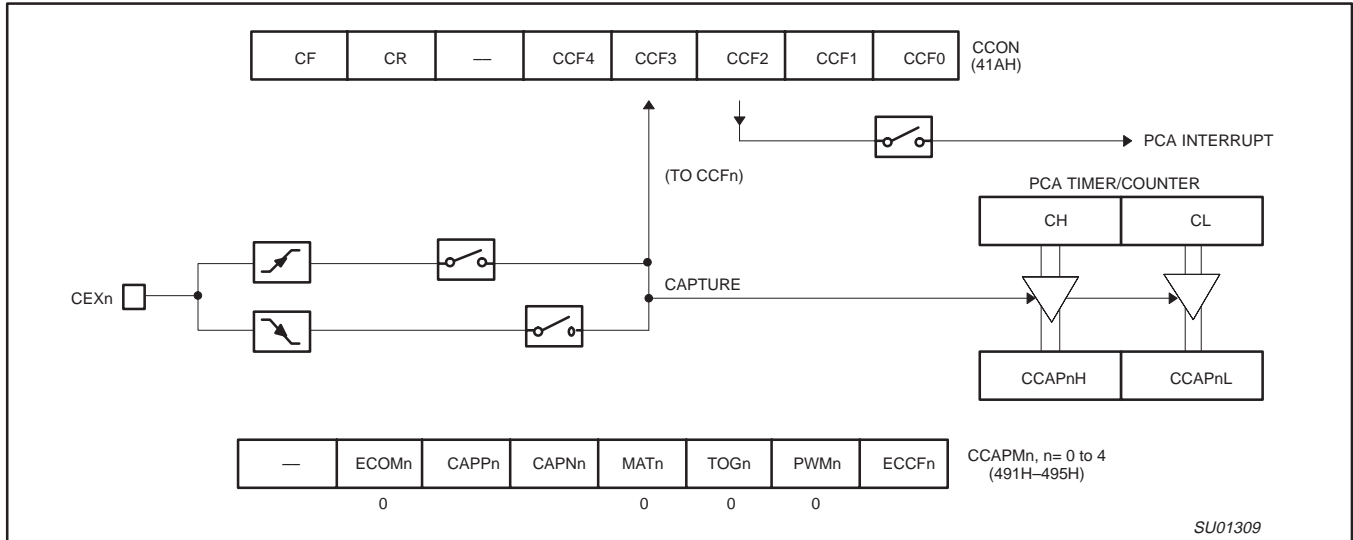 CF CR — CCF4 CCF3 CCF2 CCF1 CCF0
CCON
(41AH)
PCA INTERRUPT
(TO CCFn)
PCA TIMER/COUNTER
CH CL
CEXn
CAPTURE
CCAPnH CCAPnL
— ECOMn CAPPn CAPNn MATn TOGn PWMn ECCFn
CCAPMn, n= 0 to 4
(491H–495H)
0 0 0 0
SU01309